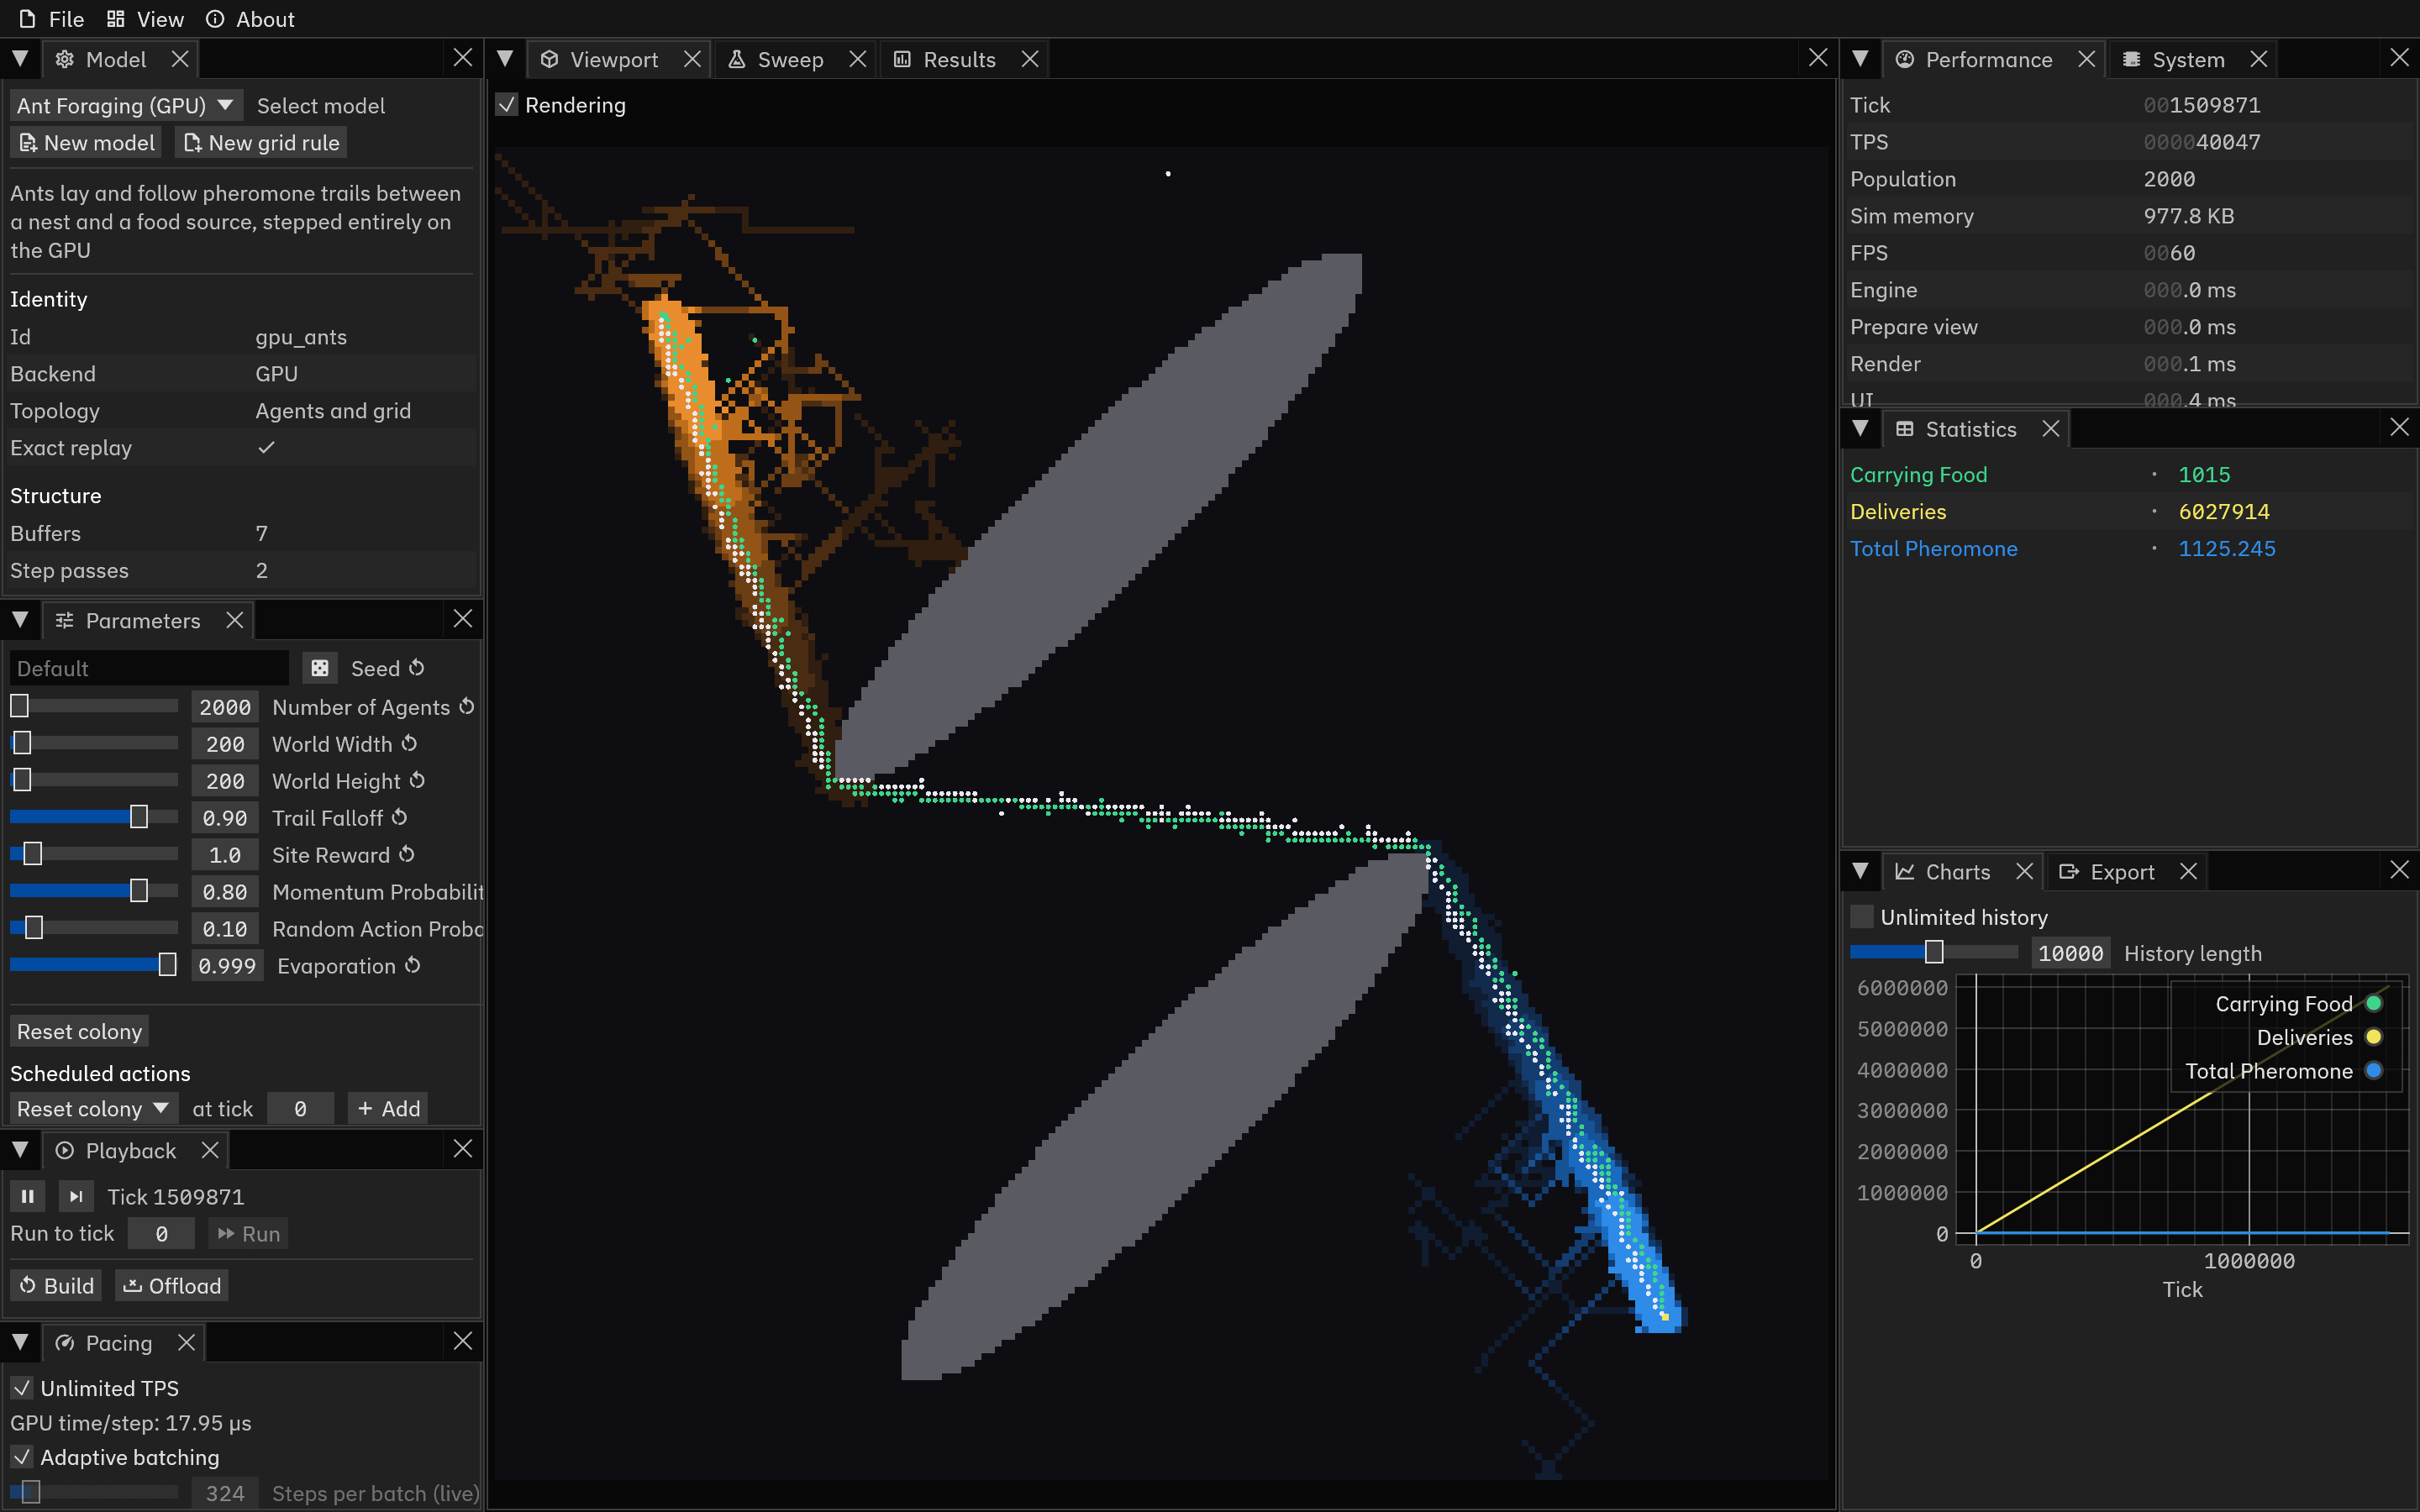 File View About
Model
Ant Foraging (GPU) Select model
New model New grid rule
Ants lay and follow pheromone trails between
a nest and a food source, stepped entirely on
the GPU
Identity
Id gpu_ants
Backend GPU
Topology Agents and grid
Exact replay
Structure
Buffers 7
Step passes 2
Parameters
Default Seed
2000 Number of Agents
200 World Width
200 World Height
0.90 Trail Falloff
1.0 Site Reward
0.80 Momentum Probabilit
0.10 Random Action Proba
0.999 Evaporation
Reset colony
Scheduled actions
Reset colony at tick 0 + Add
Playback
Tick 1509871
Run to tick 0 Run
Build Offload
Pacing
Unlimited TPS
GPU time/step: 17.95 µs
Adaptive batching
324 Steps per batch (live)
Viewport Sweep Results
Rendering
Performance System
Tick 001509871
TPS 000040047
Population 2000
Sim memory 977.8 KB
FPS 0060
Engine 000.0 ms
Prepare view 000.0 ms
Render 000.1 ms
UI 000.4 ms
Statistics
Carrying Food · 1015
Deliveries · 6027914
Total Pheromone · 1125.245
Charts Export
Unlimited history
10000 History length
6000000
5000000
4000000
3000000
2000000
1000000
0
Carrying Food
Deliveries
Total Pheromone
0 1000000
Tick